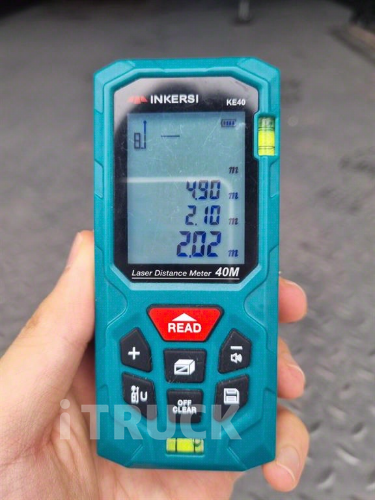 INKERSI
KE40
m
4.90 m
2.10 m
2.02 m
Laser Distance Meter 40M
READ
+
-
U
OFF
CLEAR
iTRUCK